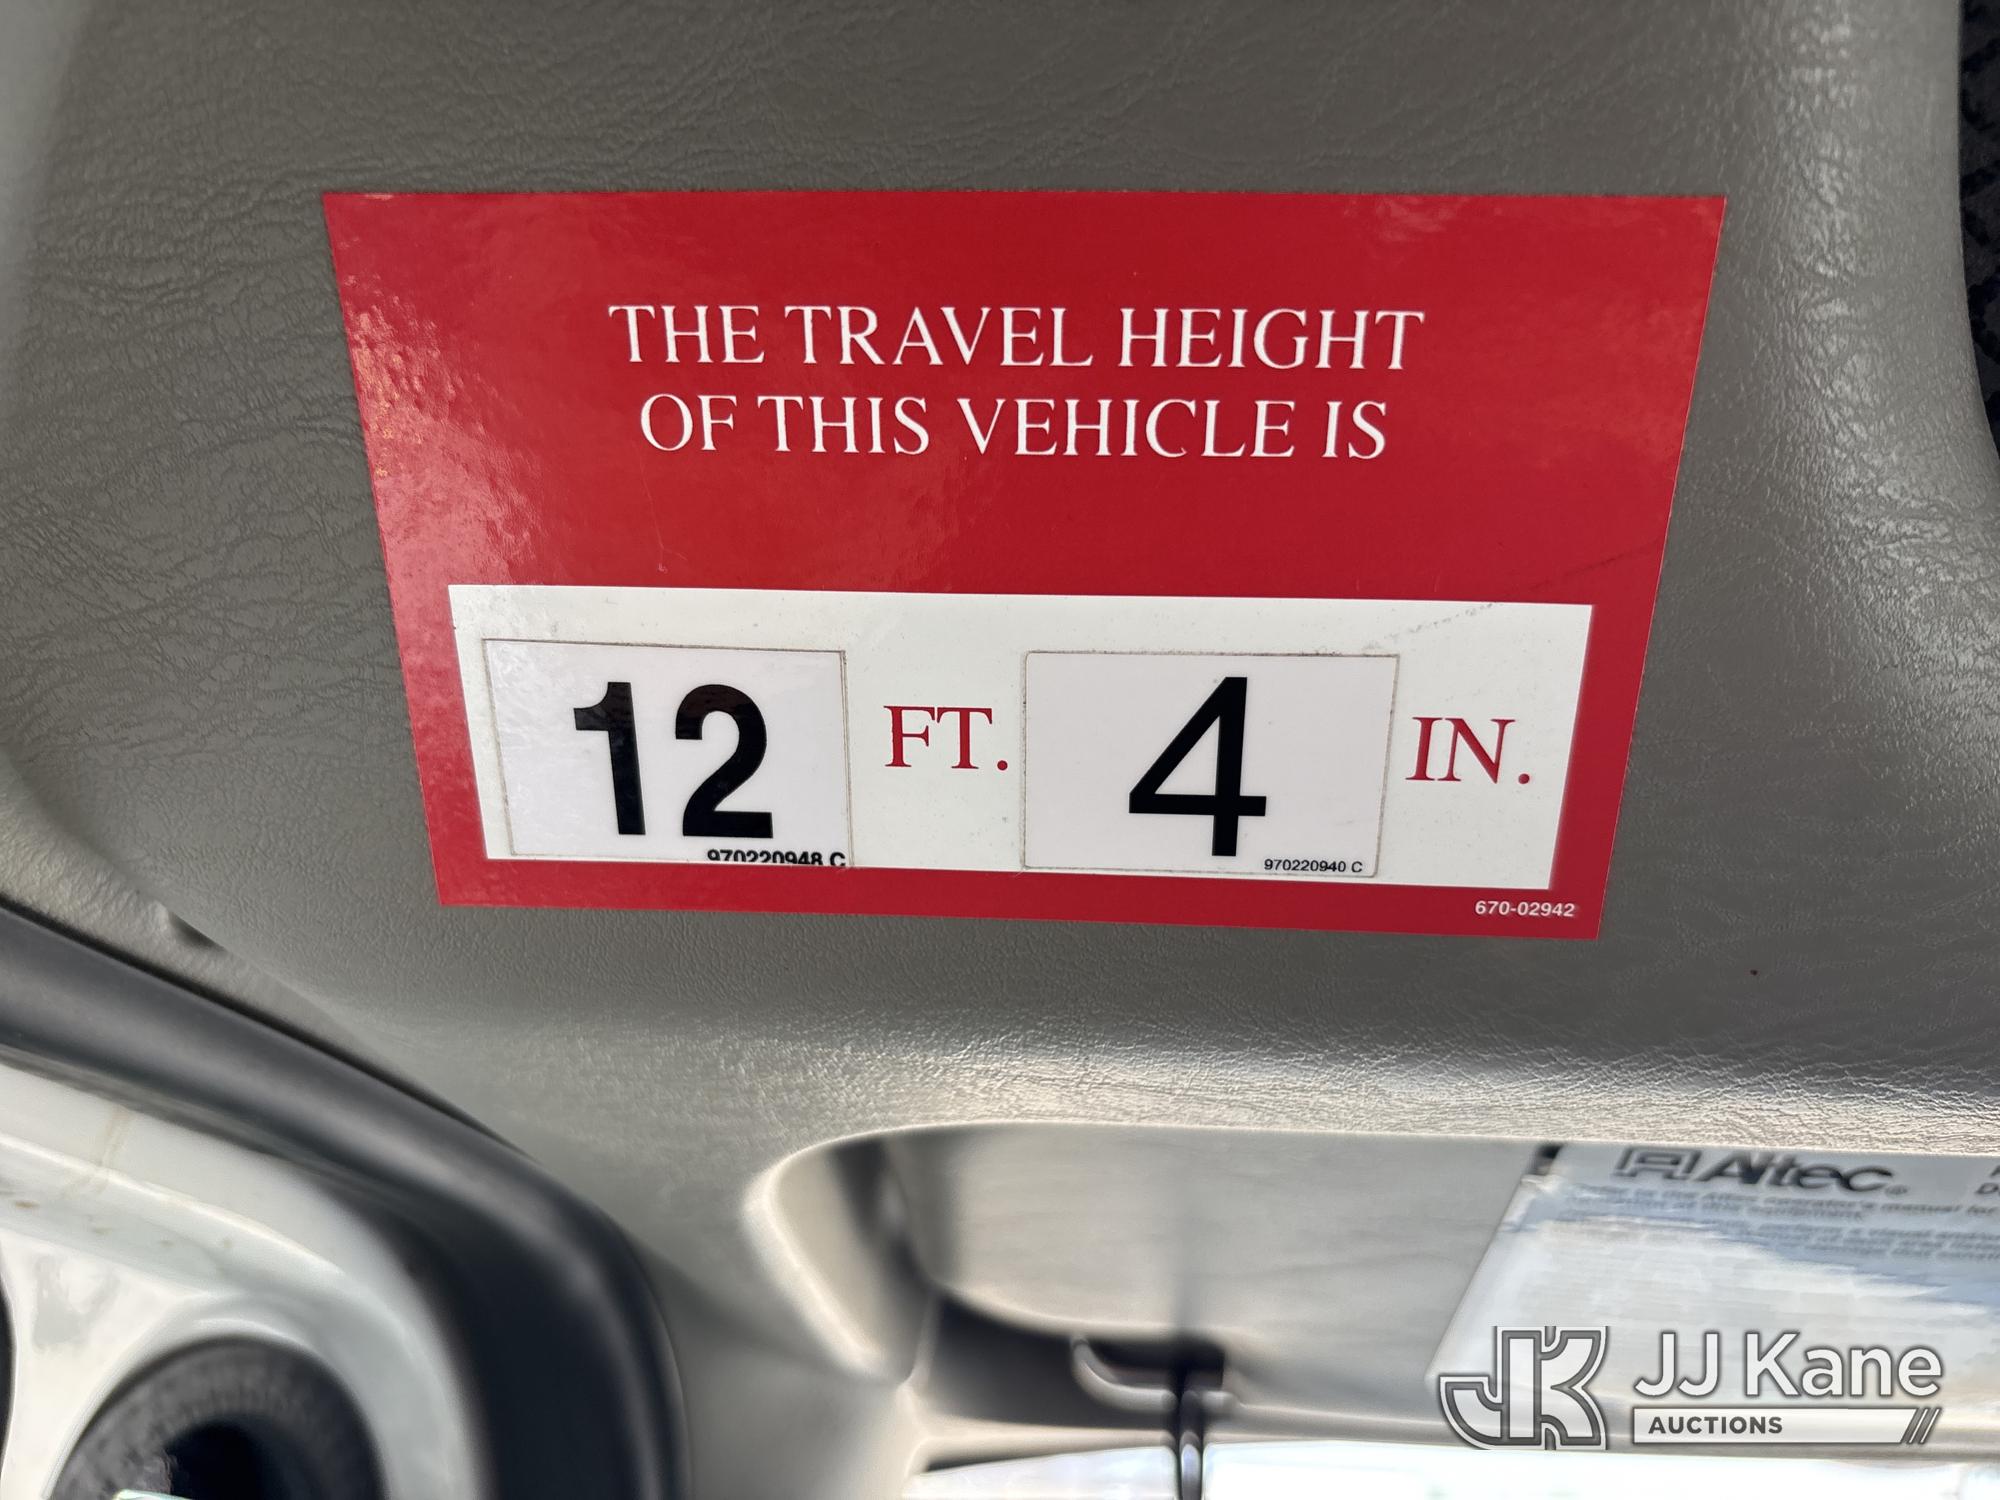 THE TRAVEL HEIGHT
OF THIS VEHICLE IS
12 FT. 4 IN.
970220948 C
970220940 C
670-02942
Altec
JJ Kane
AUCTIONS